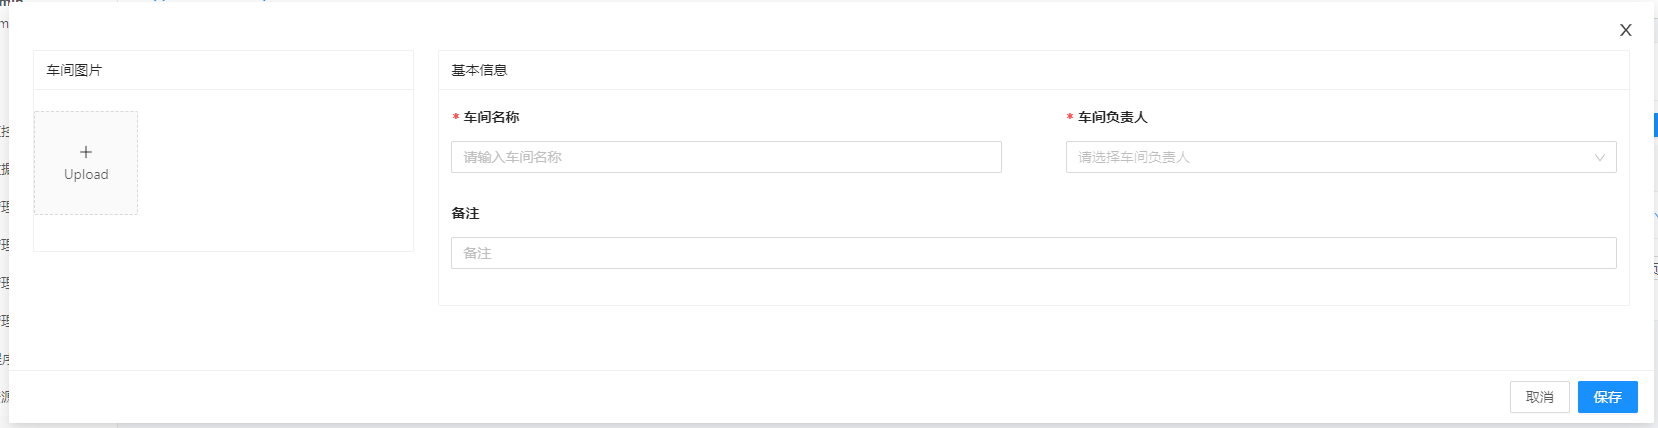 X
车间图片
Upload
基本信息
* 车间名称
* 车间负责人
请输入车间名称
请选择车间负责人
备注
备注
取消
保存